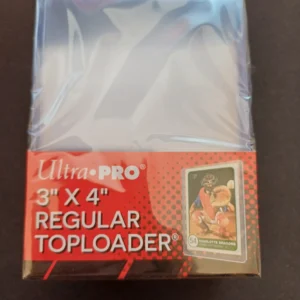 Ultra•PRO®
3" X 4"
REGULAR
TOPLOADER®